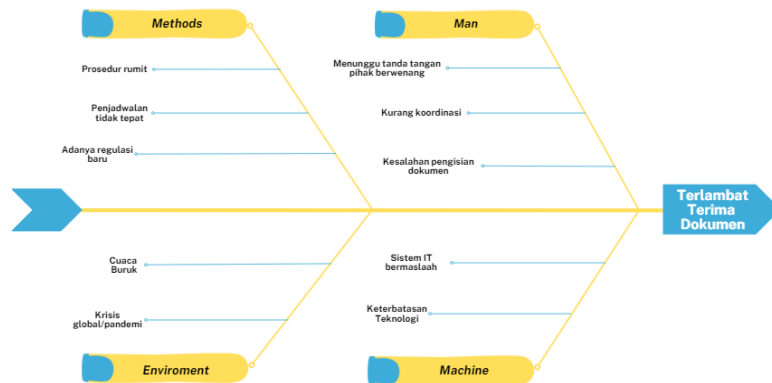 Methods
Man
Prosedur rumit
Penjadwalan
tidak tepat
Adanya regulasi
baru
Menunggu tanda tangan
pihak berwenang
Kurang koordinasi
Kesalahan pengisian
dokumen
Terlambat
Terima
Dokumen
Cuaca
Buruk
Krisis
global/pandemi
Sistem IT
bermaslaah
Keterbatasan
Teknologi
Enviroment
Machine